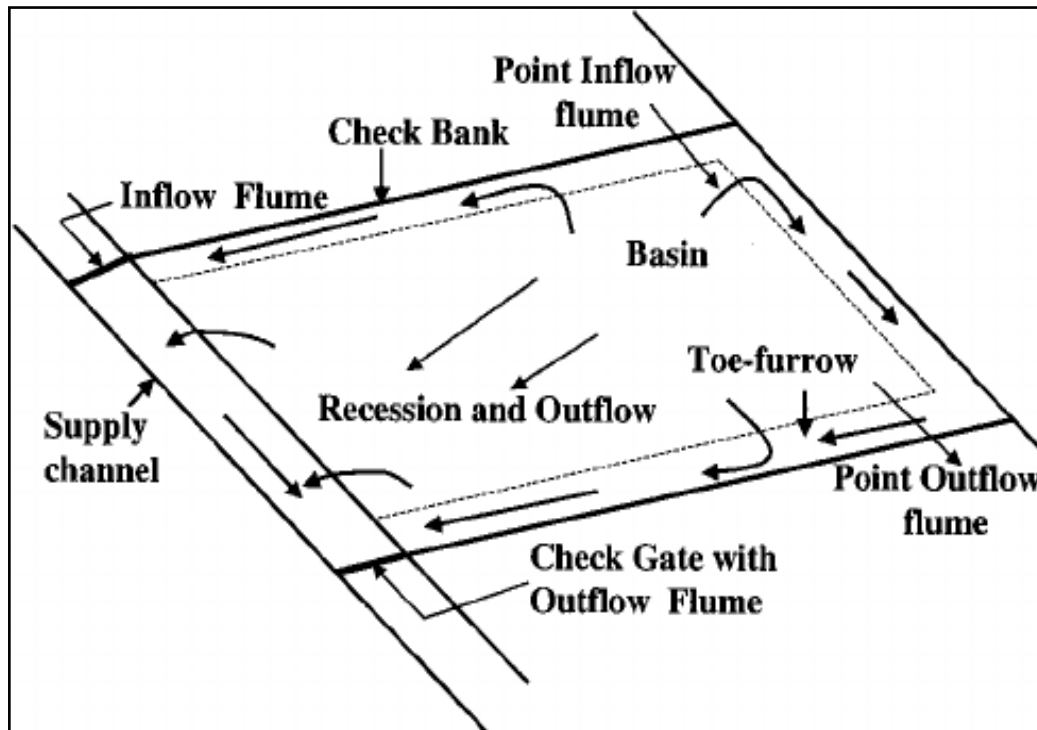 Point Inflow
flume
Check Bank
Inflow Flume
Basin
Toe-furrow
Recession and Outflow
Supply
channel
Point Outflow
flume
Check Gate with
Outflow Flume